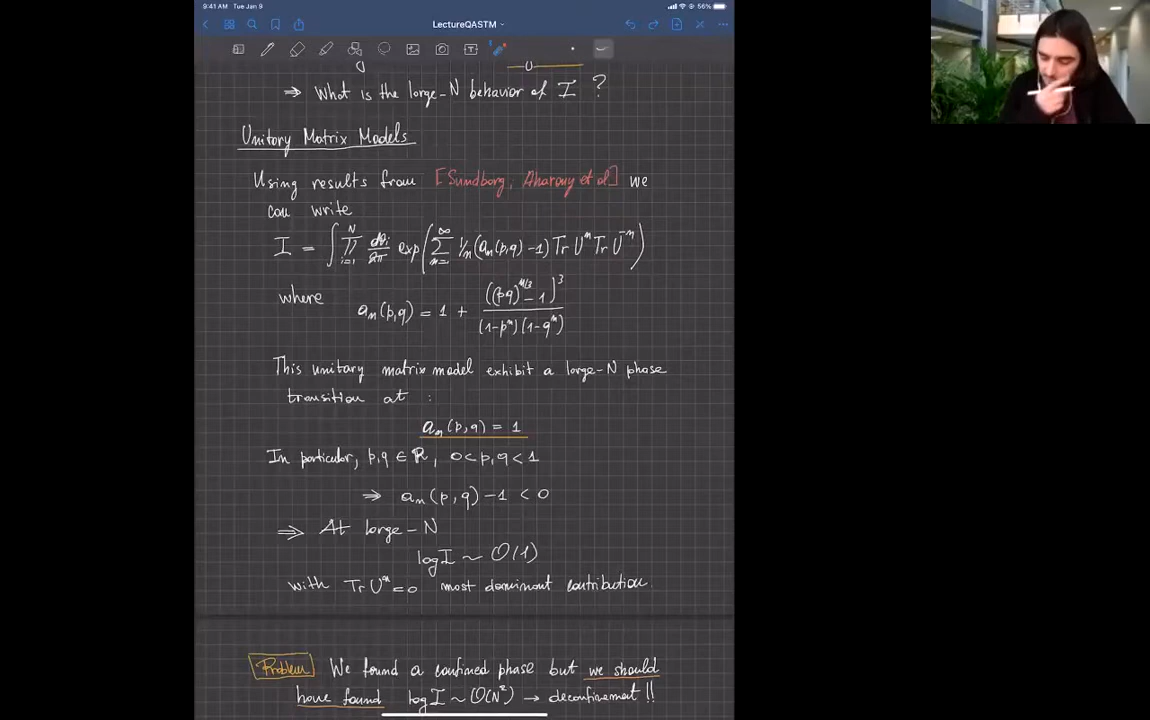 9:41 AM Tue Jan 9
56%
LectureQASTM
⇒ What is the large-N behavior of I ?
Unitary Matrix Models
Using results from [Sundborg, Aharony et al] we
can write
I = ∫ ∏_{i=1}^{N} dα_i/2π exp( ∑_{n=1}^{∞} 1/n (a_n(p,q) -1) Tr U^n Tr U^{-n} )
where a_n(p,q) = 1 + ((pq)^{n/3} - 1)^3 / (1-p^n)(1-q^n)
This unitary matrix model exhibit a large-N phase
transition at :
a_n(p,q) = 1
In particular, p,q ∈ ℝ, 0<p,q<1
⇒ a_n(p,q) -1 < 0
⇒ At large-N
log I ~ O(1)
with Tr U^n = 0 most dominant contribution.
Problem We found a confined phase but we should
have found log I ~ O(N²) → deconfinement!!